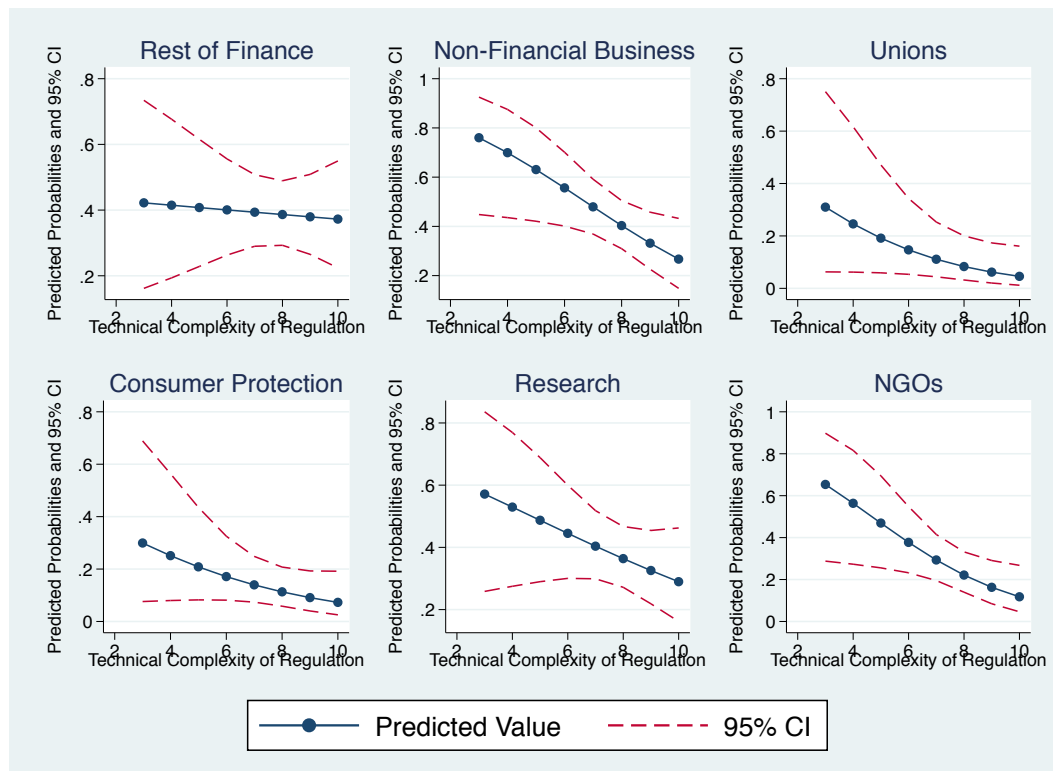 Rest of Finance
Predicted Probabilities and 95% CI
.8
.6
.4
.2
2 4 6 8 10
Technical Complexity of Regulation
Non-Financial Business
Predicted Probabilities and 95% CI
1
.8
.6
.4
.2
2 4 6 8 10
Technical Complexity of Regulation
Unions
Predicted Probabilities and 95% CI
.8
.6
.4
.2
0
2 4 6 8 10
Technical Complexity of Regulation
Consumer Protection
Predicted Probabilities and 95% CI
.8
.6
.4
.2
0
2 4 6 8 10
Technical Complexity of Regulation
Research
Predicted Probabilities and 95% CI
.8
.6
.4
.2
2 4 6 8 10
Technical Complexity of Regulation
NGOs
Predicted Probabilities and 95% CI
1
.8
.6
.4
.2
0
2 4 6 8 10
Technical Complexity of Regulation
Predicted Value 95% CI